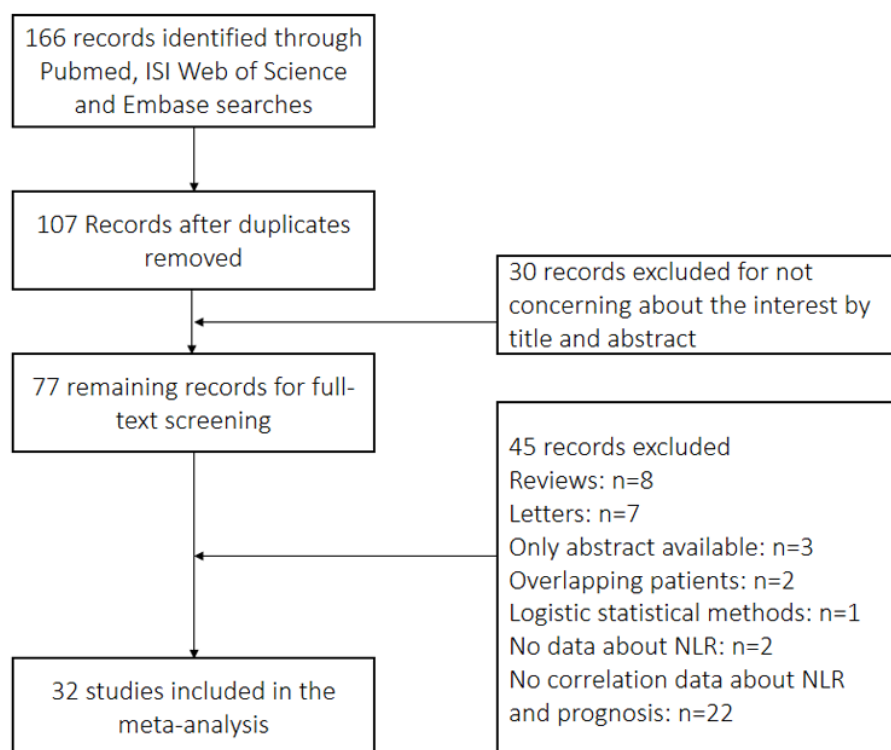 166 records identified through
Pubmed, ISI Web of Science
and Embase searches
107 Records after duplicates
removed
30 records excluded for not
concerning about the interest by
title and abstract
77 remaining records for full-
text screening
45 records excluded
Reviews: n=8
Letters: n=7
Only abstract available: n=3
Overlapping patients: n=2
Logistic statistical methods: n=1
No data about NLR: n=2
No correlation data about NLR
and prognosis: n=22
32 studies included in the
meta-analysis